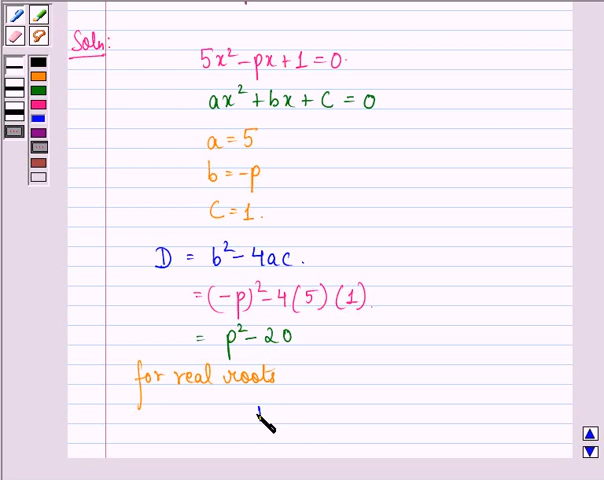 Soln:
5x² - px + 1 = 0.
ax² + bx + c = 0
a = 5
b = -p
c = 1.
D = b² - 4ac.
= (-p)² - 4(5)(1).
= p² - 20
for real roots